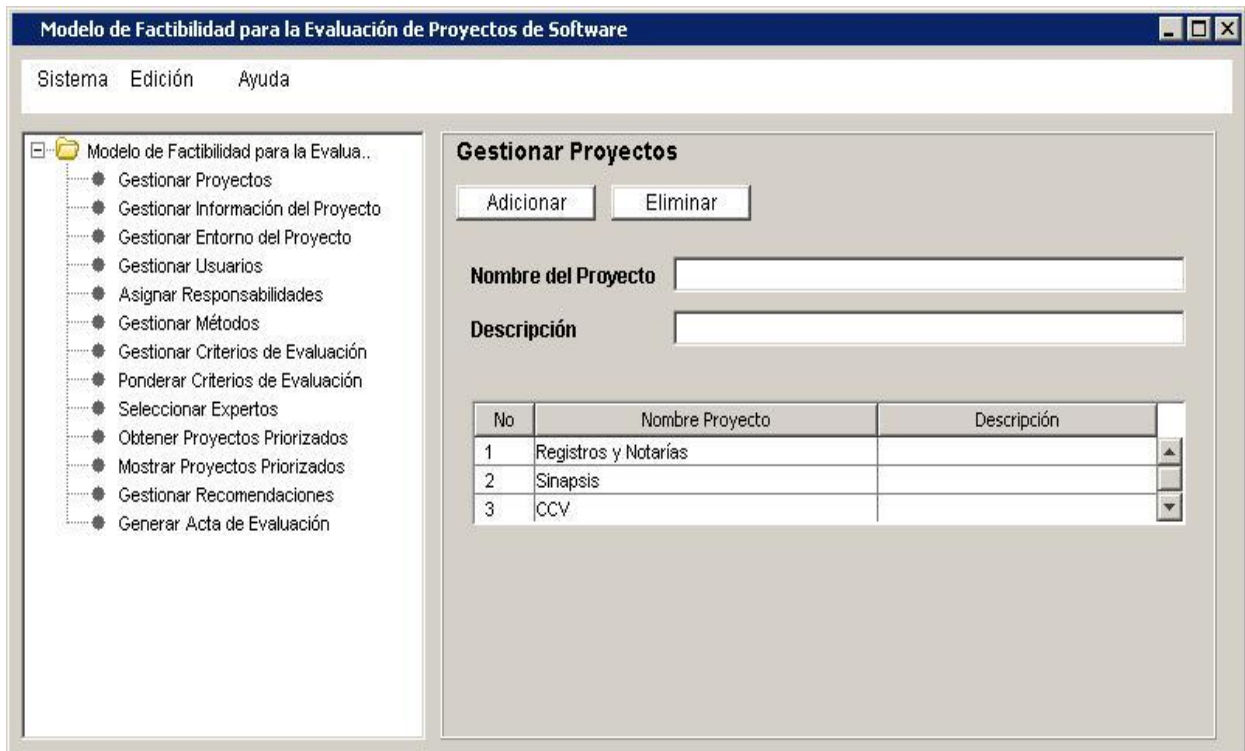 Modelo de Factibilidad para la Evaluación de Proyectos de Software
Sistema Edición Ayuda
Modelo de Factibilidad para la Evalua..
Gestionar Proyectos
Gestionar Información del Proyecto
Gestionar Entorno del Proyecto
Gestionar Usuarios
Asignar Responsabilidades
Gestionar Métodos
Gestionar Criterios de Evaluación
Ponderar Criterios de Evaluación
Seleccionar Expertos
Obtener Proyectos Priorizados
Mostrar Proyectos Priorizados
Gestionar Recomendaciones
Generar Acta de Evaluación
Gestionar Proyectos
Adicionar Eliminar
Nombre del Proyecto
Descripción
No Nombre Proyecto Descripción
1 Registros y Notarías
2 Sinapsis
3 CCV